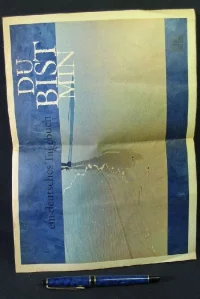 DU
BIST
MIN
ein deutsches Tagebuch